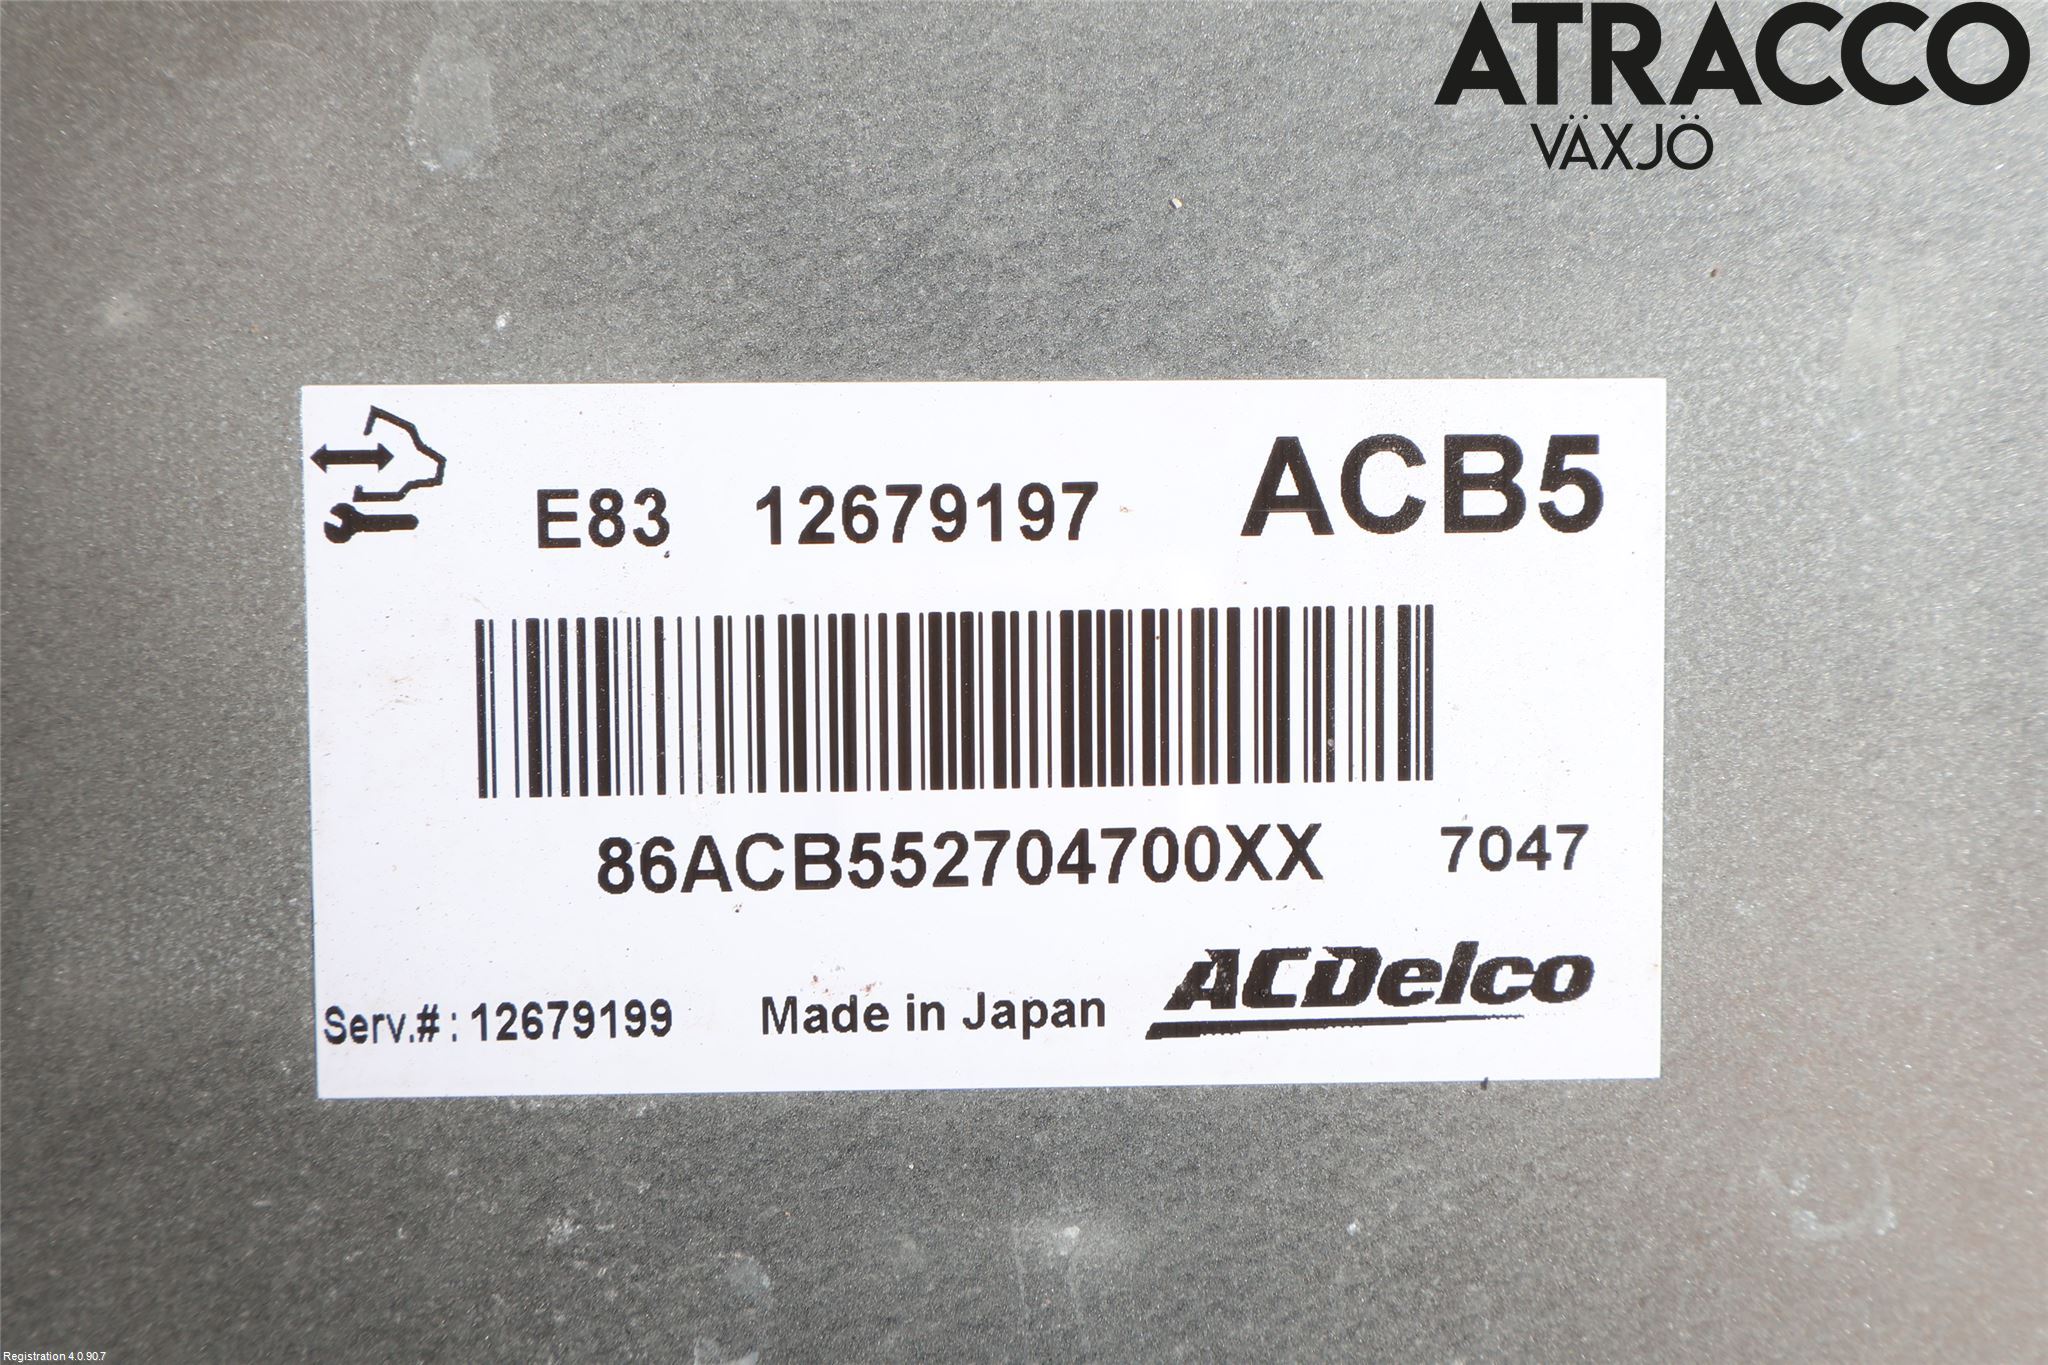 ATRACCO
VÄXJÖ
E83 12679197 ACB5
86ACB552704700XX 7047
Serv.#: 12679199 Made in Japan ACDelco
Registration 4.0.90.7